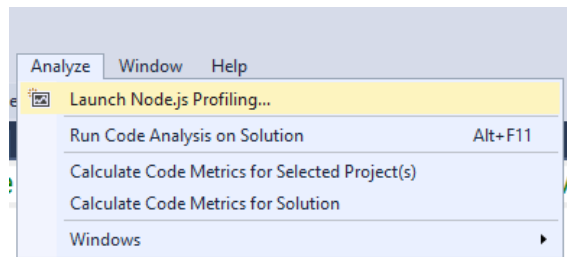 Analyze Window Help
Launch Node.js Profiling...
Run Code Analysis on Solution Alt+F11
Calculate Code Metrics for Selected Project(s)
Calculate Code Metrics for Solution
Windows